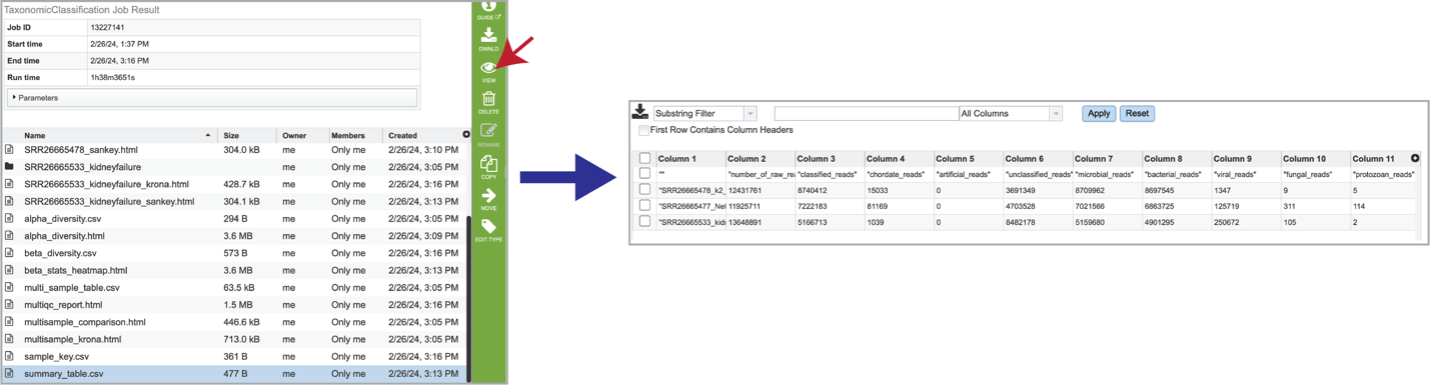 TaxonomicClassification Job Result
Job ID 13227141
Start time 2/26/24, 1:37 PM
End time 2/26/24, 3:16 PM
Run time 1h38m3651s
Parameters
GUIDE
DWNLD
VIEW
DELETE
RENAME
COPY
MOVE
EDIT TYPE
Name Size Owner Members Created
SRR26665478_sankey.html 304.0 kB me Only me 2/26/24, 3:10 PM
SRR26665533_kidneyfailure me Only me 2/26/24, 3:05 PM
SRR26665533_kidneyfailure_krona.html 428.7 kB me Only me 2/26/24, 3:16 PM
SRR26665533_kidneyfailure_sankey.html 304.1 kB me Only me 2/26/24, 3:13 PM
alpha_diversity.csv 294 B me Only me 2/26/24, 3:05 PM
alpha_diversity.html 3.6 MB me Only me 2/26/24, 3:09 PM
beta_diversity.csv 573 B me Only me 2/26/24, 3:16 PM
beta_stats_heatmap.html 3.6 MB me Only me 2/26/24, 3:13 PM
multi_sample_table.csv 63.5 kB me Only me 2/26/24, 3:05 PM
multiqc_report.html 1.5 MB me Only me 2/26/24, 3:16 PM
multisample_comparison.html 446.6 kB me Only me 2/26/24, 3:05 PM
multisample_krona.html 713.0 kB me Only me 2/26/24, 3:05 PM
sample_key.csv 361 B me Only me 2/26/24, 3:16 PM
summary_table.csv 477 B me Only me 2/26/24, 3:13 PM
Substring Filter All Columns Apply Reset
First Row Contains Column Headers
Column 1 Column 2 Column 3 Column 4 Column 5 Column 6 Column 7 Column 8 Column 9 Column 10 Column 11
"" "number_of_raw_rea "classified_reads" "chordate_reads" "artificial_reads" "unclassified_reads" "microbial_reads" "bacterial_reads" "viral_reads" "fungal_reads" "protozoan_reads"
"SRR26665478_k2_ 12431761 8740412 15033 0 3691349 8709962 8697545 1347 9 5
"SRR26665477_Nef 11925711 7222183 81169 0 4703528 7021566 6863725 125719 311 114
"SRR26665533_kid 13648891 5166713 1039 0 8482178 5159680 4901295 250672 105 2